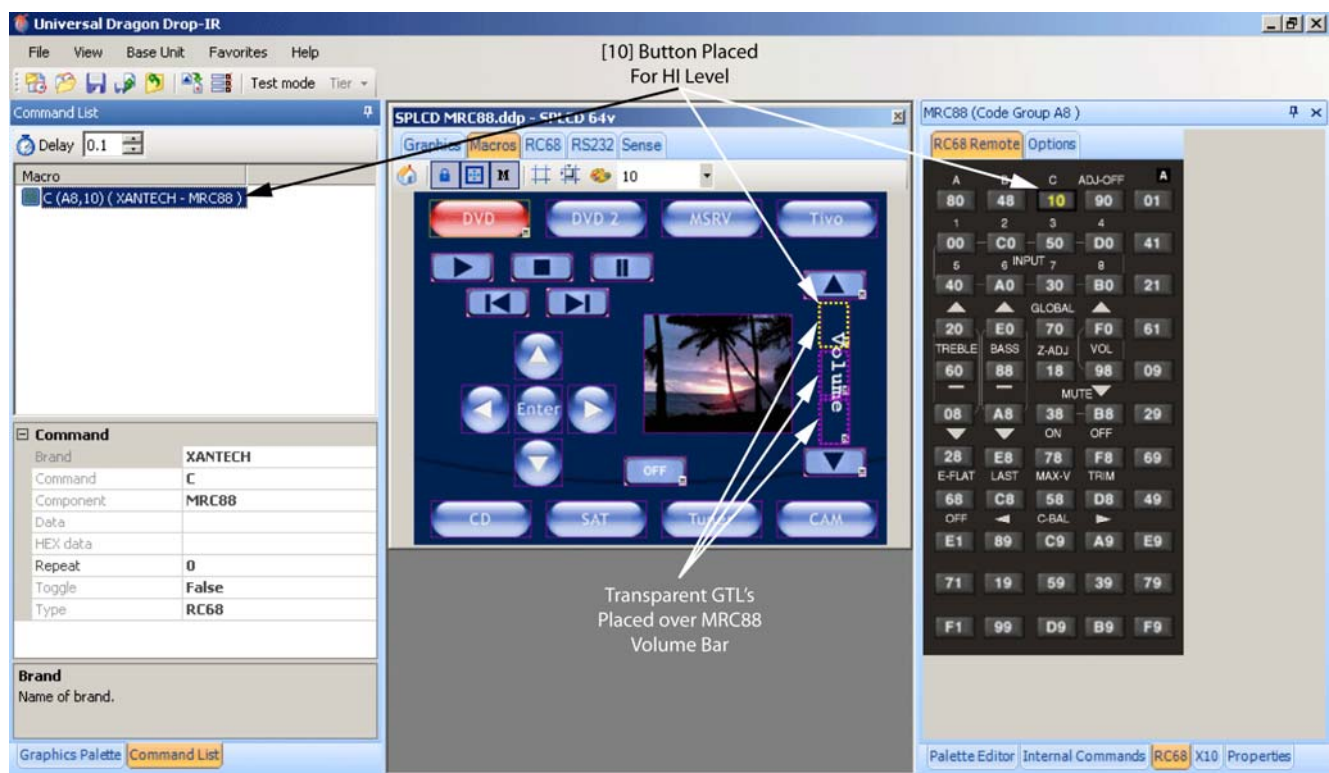 Universal Dragon Drop-IR
File View Base Unit Favorites Help
Test mode Tier
[10] Button Placed
For HI Level
Command List
Delay 0.1
Macro
C (A8,10) ( XANTECH - MRC88 )
Command
Brand XANTECH
Command C
Component MRC88
Data
HEX data
Repeat 0
Toggle False
Type RC68
Brand
Name of brand.
Graphics Palette Command List
SPLCD MRC88.ddp - SPLCD 64v
Graphics Macros RC68 RS232 Sense
M 10
DVD DVD 2 MSRV Tivo
Volume
Enter
OFF
CD SAT Tuner CAM
Transparent GTL's
Placed over MRC88
Volume Bar
MRC88 (Code Group A8 )
RC68 Remote Options
A B C ADJ-OFF A
80 48 10 90 01
1 2 3 4
00 C0 50 D0 41
5 6 INPUT 7 8
40 A0 30 B0 21
GLOBAL
20 E0 70 F0 61
TREBLE BASS Z-ADJ VOL
60 88 18 98 09
MUTE
08 A8 38 B8 29
ON OFF
28 E8 78 F8 69
E-FLAT LAST MAX-V TRIM
68 C8 58 D8 49
OFF C-BAL
E1 89 C9 A9 E9
71 19 59 39 79
F1 99 D9 B9 F9
Palette Editor Internal Commands RC68 X10 Properties